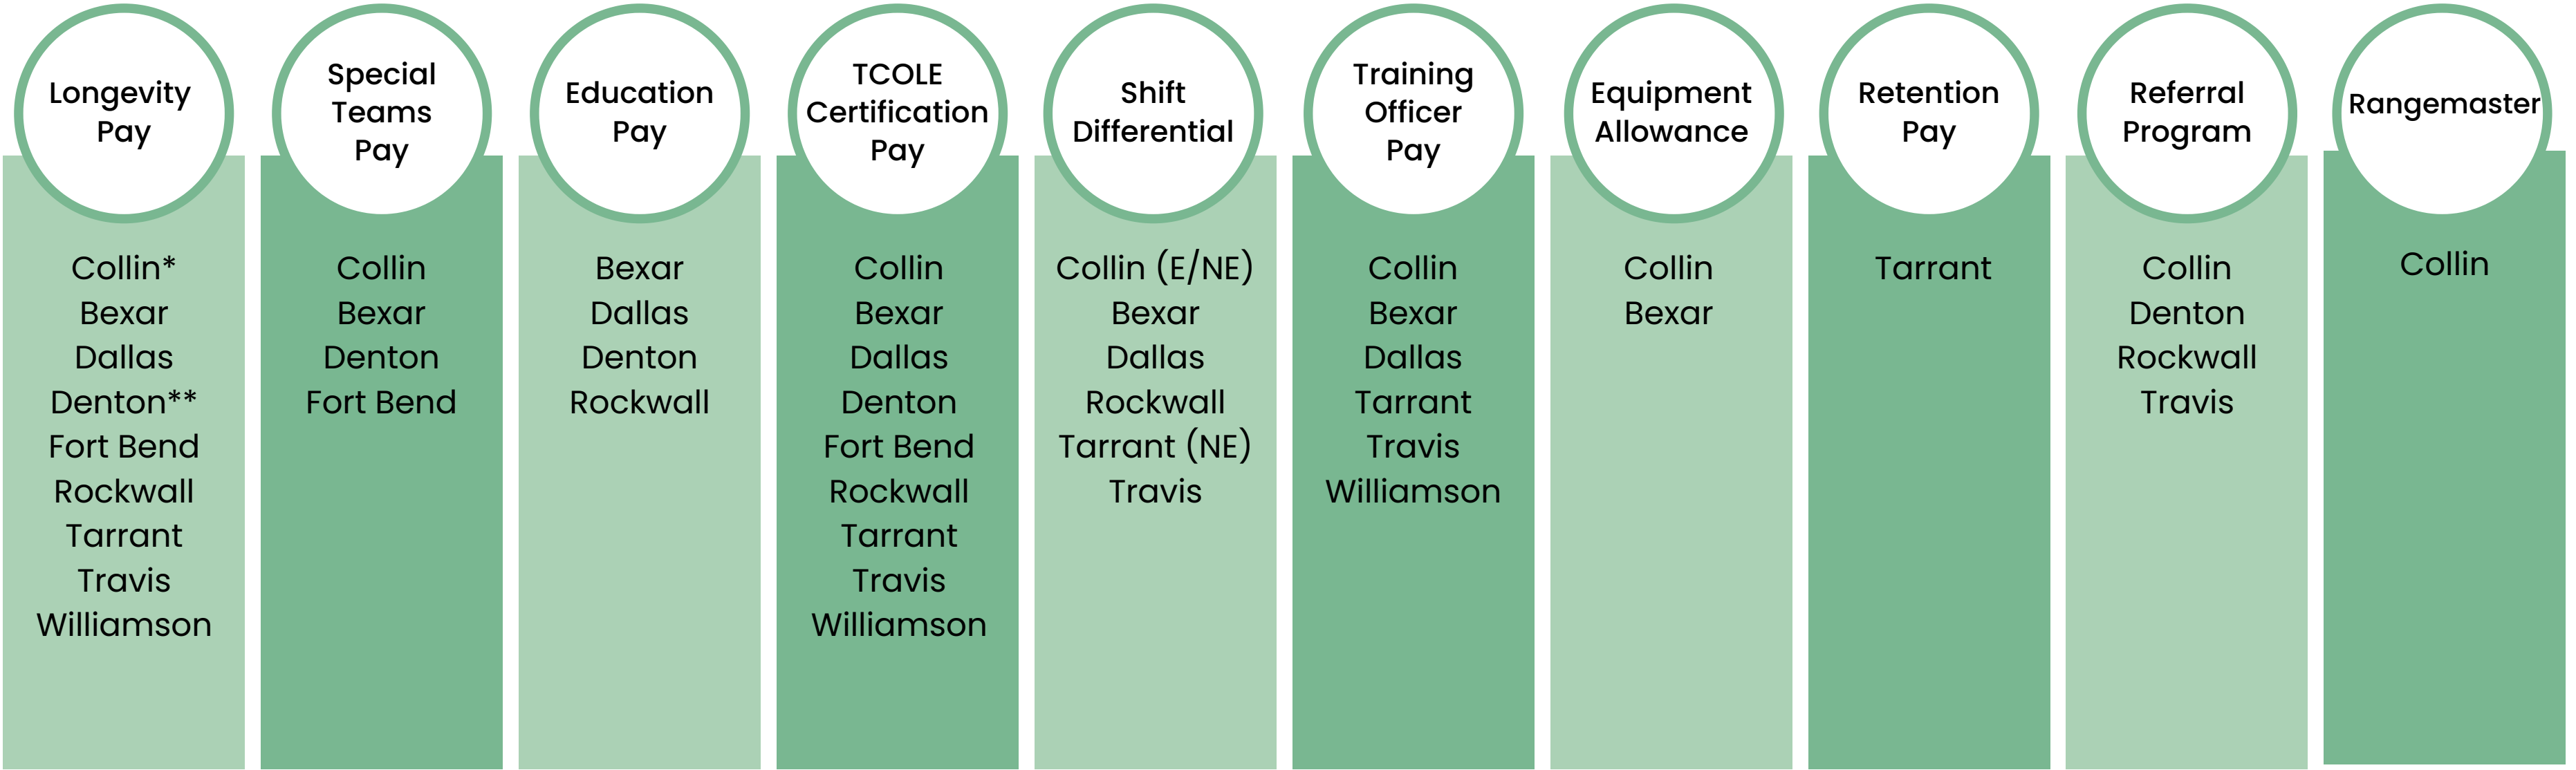 Longevity
Pay
Collin*
Bexar
Dallas
Denton**
Fort Bend
Rockwall
Tarrant
Travis
Williamson
Special
Teams
Pay
Collin
Bexar
Denton
Fort Bend
Education
Pay
Bexar
Dallas
Denton
Rockwall
TCOLE
Certification
Pay
Collin
Bexar
Dallas
Denton
Fort Bend
Rockwall
Tarrant
Travis
Williamson
Shift
Differential
Collin (E/NE)
Bexar
Dallas
Rockwall
Tarrant (NE)
Travis
Training
Officer
Pay
Collin
Bexar
Dallas
Tarrant
Travis
Williamson
Equipment
Allowance
Collin
Bexar
Retention
Pay
Tarrant
Referral
Program
Collin
Denton
Rockwall
Travis
Rangemaster
Collin